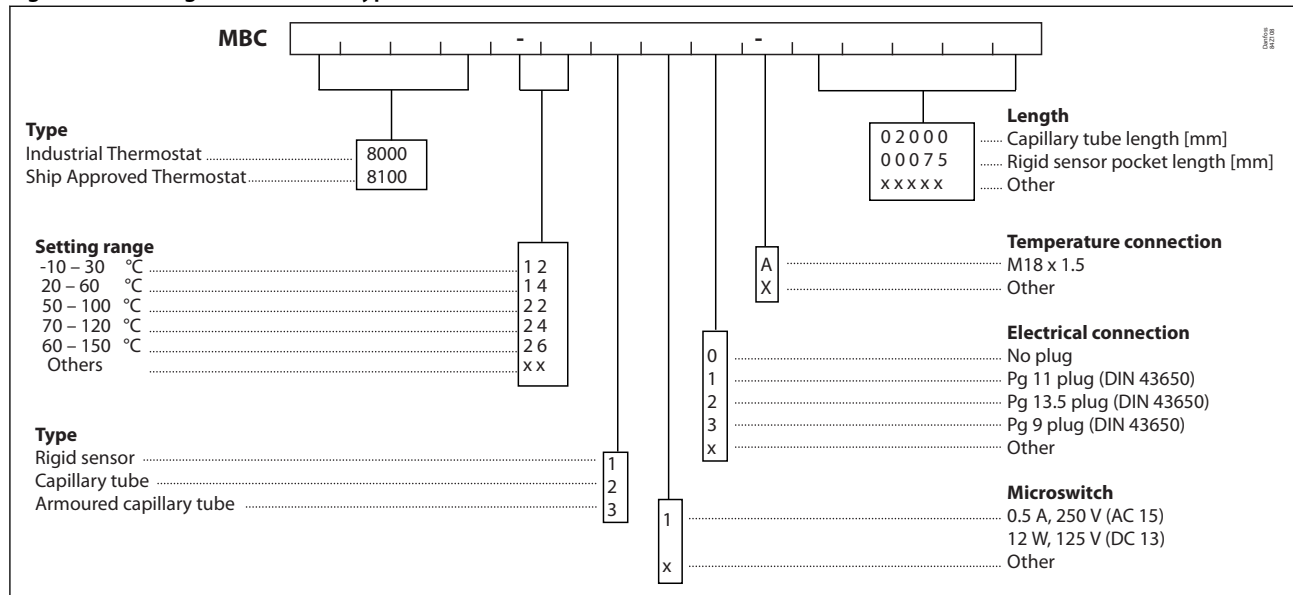 MBC - -
Danfoss
84Z108
Type
Industrial Thermostat 8000
Ship Approved Thermostat 8100
Setting range
-10 – 30 °C 1 2
20 – 60 °C 1 4
50 – 100 °C 2 2
70 – 120 °C 2 4
60 – 150 °C 2 6
Others x x
Type
Rigid sensor 1
Capillary tube 2
Armoured capillary tube 3
Length
0 2 0 0 0 Capillary tube length [mm]
0 0 0 7 5 Rigid sensor pocket length [mm]
x x x x x Other
Temperature connection
A M18 x 1.5
X Other
Electrical connection
0 No plug
1 Pg 11 plug (DIN 43650)
2 Pg 13.5 plug (DIN 43650)
3 Pg 9 plug (DIN 43650)
x Other
Microswitch
1 0.5 A, 250 V (AC 15)
12 W, 125 V (DC 13)
x Other